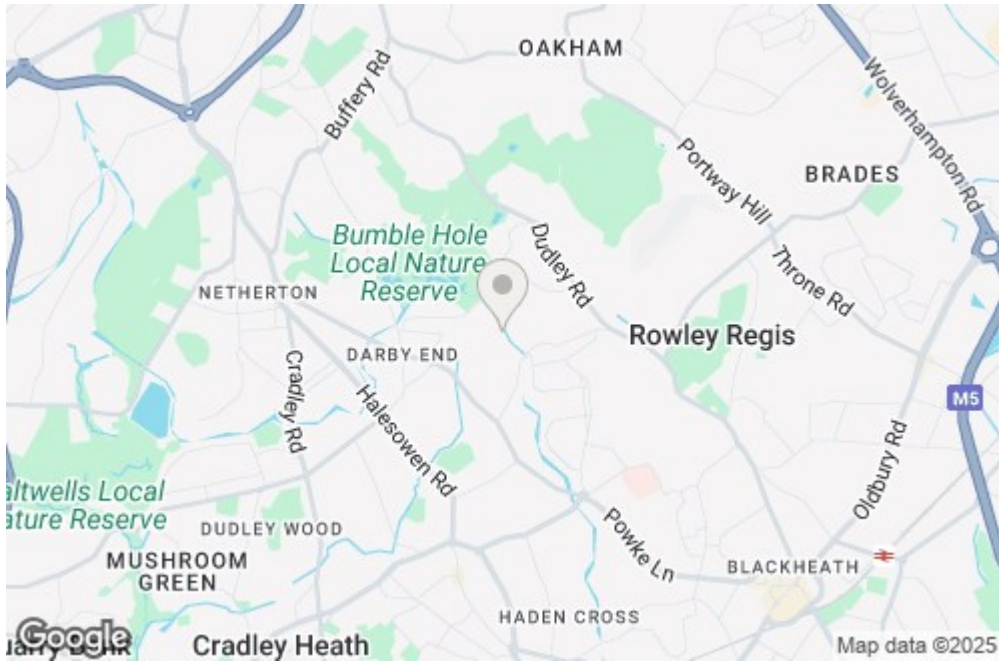 OAKHAM
Buffery Rd
Wolverhampton Rd
Portway Hill
BRADES
Bumble Hole
Local Nature
Reserve
Dudley Rd
Throne Rd
NETHERTON
Rowley Regis
DARBY END
Cradley Rd
Halesowen Rd
M5
Oldbury Rd
altwells Local
ature Reserve
DUDLEY WOOD
Powke Ln
MUSHROOM
GREEN
BLACKHEATH
HADEN CROSS
Google
Cradley Heath
Map data ©2025